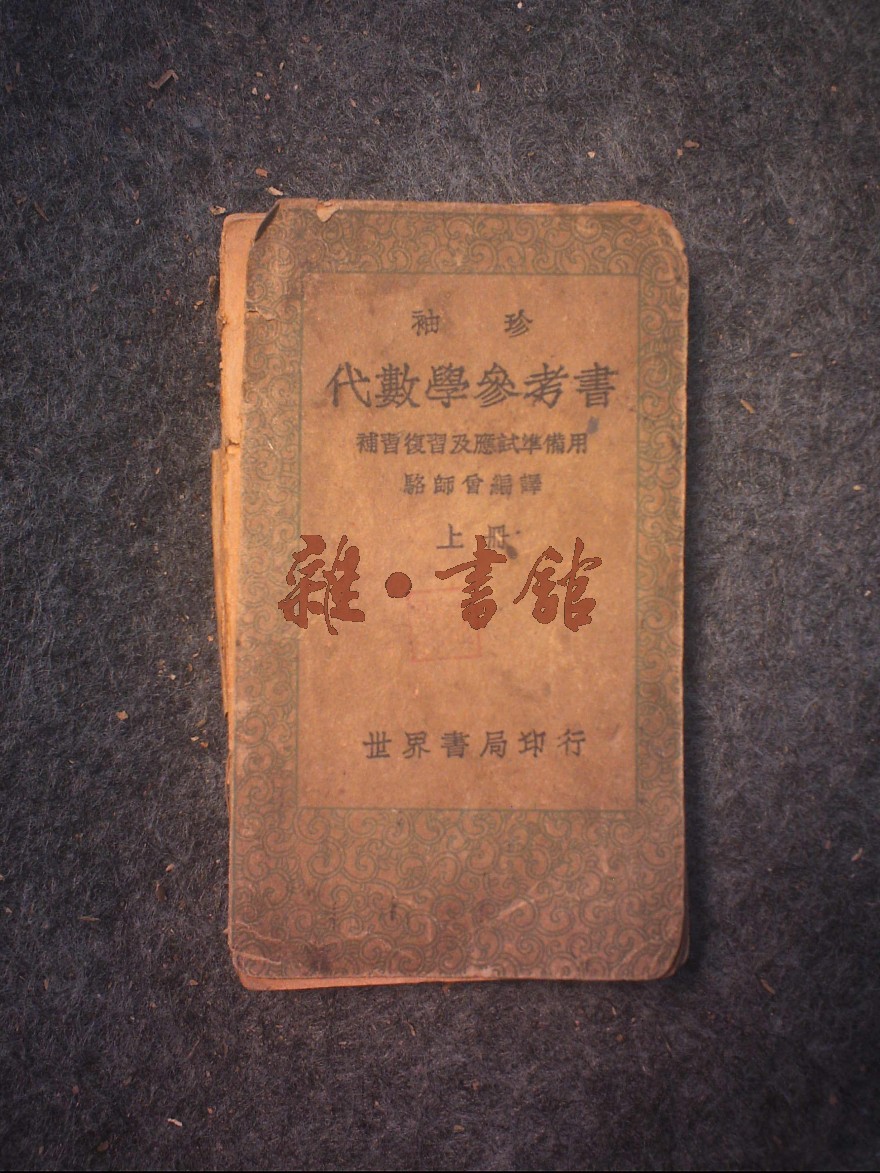 袖珍
代數學參考書
補習復習及應試準備用
駱師曾編譯
上冊
雜·書館
世界書局印行